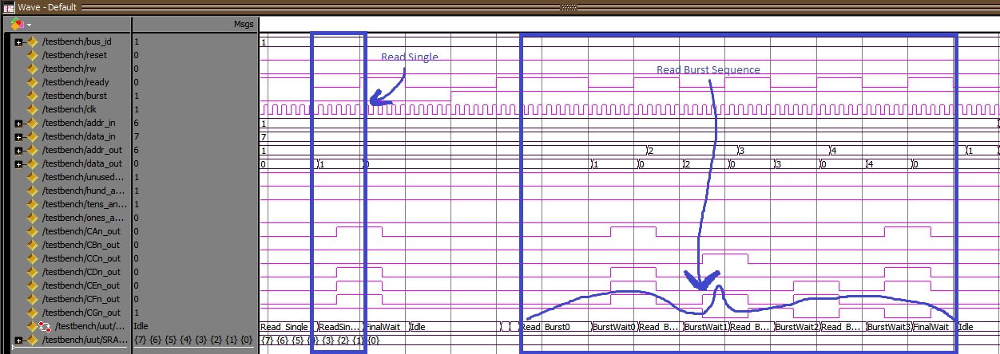 Wave - Default
Msgs
/testbench/bus_id 1 1
/testbench/reset 0
/testbench/rw 0
/testbench/ready 0
/testbench/burst 1
/testbench/clk 1
/testbench/addr_in 6 1
/testbench/data_in 7 7
/testbench/addr_out 6 1 2 3 4 1
/testbench/data_out 0 0 1 0 1 0 2 0 3 0 4 0
/testbench/unused... 1
/testbench/hund_a... 1
/testbench/tens_an... 1
/testbench/ones_a... 0
/testbench/CAn_out 0
/testbench/CBn_out 0
/testbench/CCn_out 0
/testbench/CDn_out 0
/testbench/CEn_out 0
/testbench/CFn_out 0
/testbench/CGn_out 1
/testbench/uut/... Idle Read_Single ReadSin... FinalWait Idle Read_Burst0 BurstWait0 Read_B... BurstWait1 Read_B... BurstWait2 Read_B... BurstWait3 FinalWait Idle
/testbench/uut/SRA... {7} {6} {5} {4} {3} {2} {1} {0} {7} {6} {5} {4} {3} {2} {1} {0}
Read Single
Read Burst Sequence